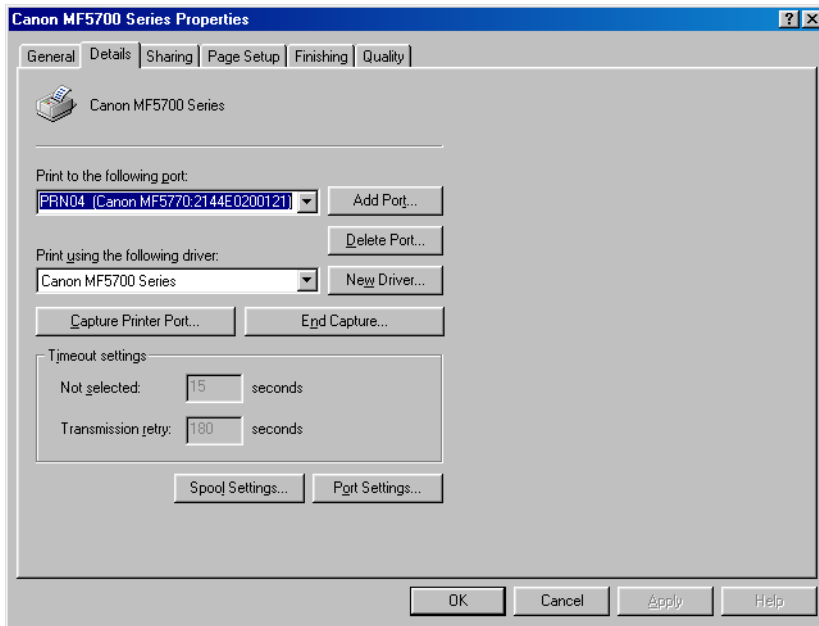 Canon MF5700 Series Properties
General Details Sharing Page Setup Finishing Quality
Canon MF5700 Series
Print to the following port:
PRN04 (Canon MF5770:2144E0200121)
Add Port...
Delete Port...
Print using the following driver:
Canon MF5700 Series
New Driver...
Capture Printer Port... End Capture...
Timeout settings
Not selected: 15 seconds
Transmission retry: 180 seconds
Spool Settings... Port Settings...
OK Cancel Apply Help